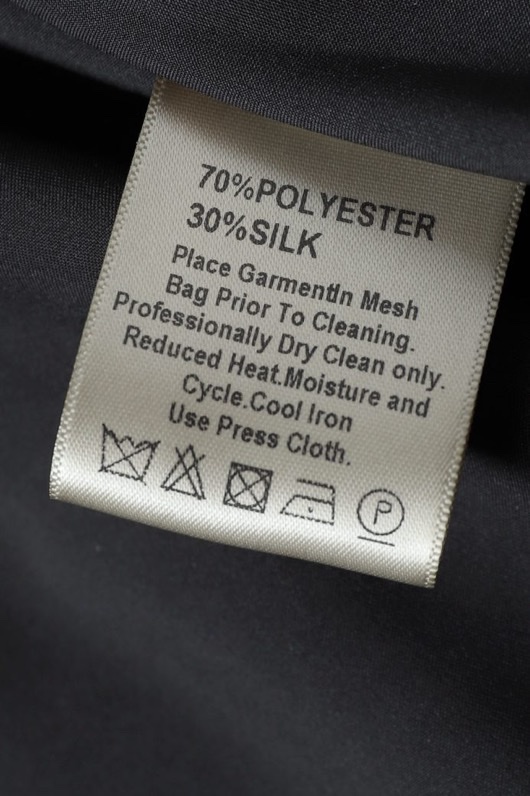 70%POLYESTER
30%SILK
Place GarmentIn Mesh
Bag Prior To Cleaning.
Professionally Dry Clean only.
Reduced Heat.Moisture and
Cycle.Cool Iron
Use Press Cloth.
P